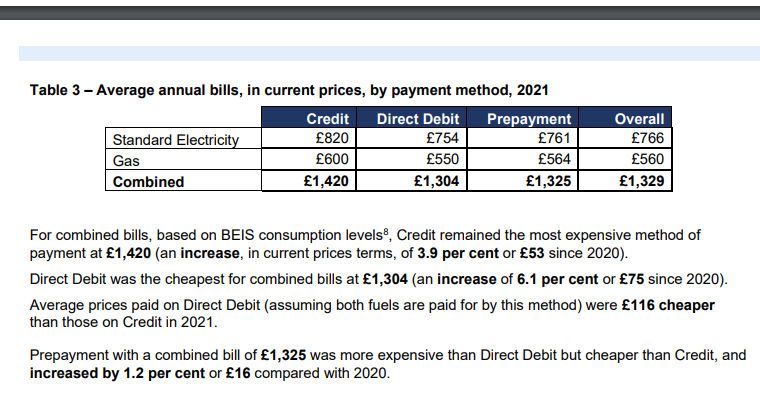 Table 3 – Average annual bills, in current prices, by payment method, 2021
Credit Direct Debit Prepayment Overall
Standard Electricity £820 £754 £761 £766
Gas £600 £550 £564 £560
Combined £1,420 £1,304 £1,325 £1,329
For combined bills, based on BEIS consumption levels⁸, Credit remained the most expensive method of
payment at £1,420 (an increase, in current prices terms, of 3.9 per cent or £53 since 2020).
Direct Debit was the cheapest for combined bills at £1,304 (an increase of 6.1 per cent or £75 since 2020).
Average prices paid on Direct Debit (assuming both fuels are paid for by this method) were £116 cheaper
than those on Credit in 2021.
Prepayment with a combined bill of £1,325 was more expensive than Direct Debit but cheaper than Credit, and
increased by 1.2 per cent or £16 compared with 2020.